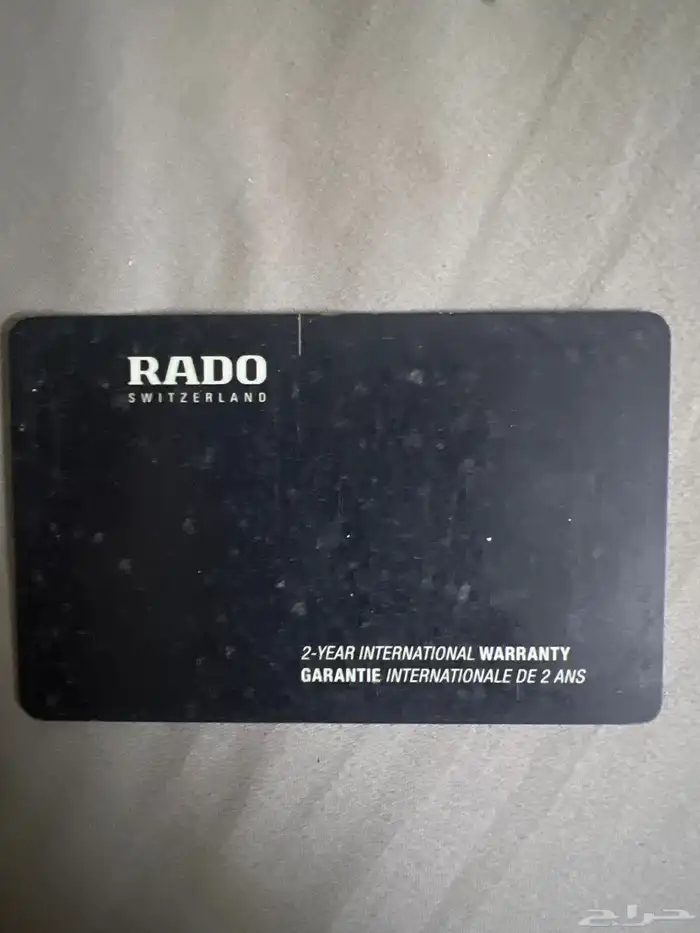 RADO
SWITZERLAND
2-YEAR INTERNATIONAL WARRANTY
GARANTIE INTERNATIONALE DE 2 ANS
حراج